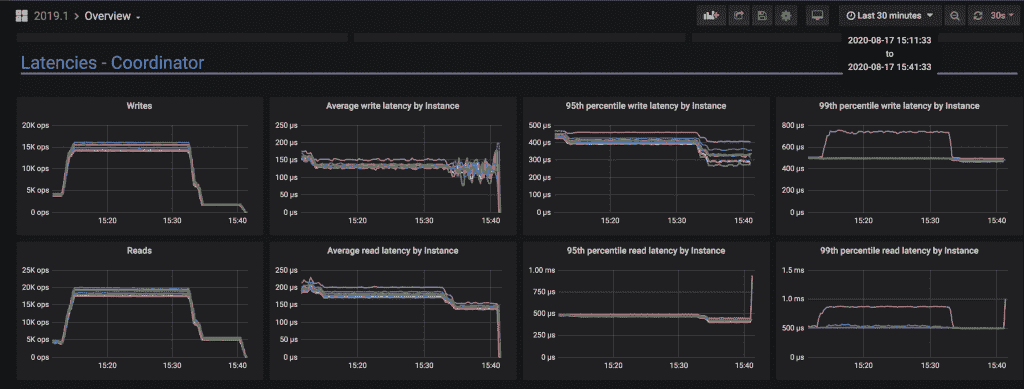 2019.1 > Overview
Last 30 minutes
30s
2020-08-17 15:11:33
to
2020-08-17 15:41:33
Latencies - Coordinator
Writes
20K ops
15K ops
10K ops
5K ops
0 ops
15:20
15:30
15:40
Average write latency by Instance
250 µs
200 µs
150 µs
100 µs
50 µs
0 µs
15:20
15:30
15:40
95th percentile write latency by Instance
500 µs
400 µs
300 µs
200 µs
100 µs
0 µs
15:20
15:30
15:40
99th percentile write latency by Instance
800 µs
600 µs
400 µs
200 µs
0 µs
15:20
15:30
15:40
Reads
25K ops
20K ops
15K ops
10K ops
5K ops
0 ops
15:20
15:30
15:40
Average read latency by Instance
250 µs
200 µs
150 µs
100 µs
50 µs
0 µs
15:20
15:30
15:40
95th percentile read latency by Instance
1.00 ms
750 µs
500 µs
250 µs
0 µs
15:20
15:30
15:40
99th percentile read latency by Instance
1.5 ms
1.0 ms
500 µs
0 µs
15:20
15:30
15:40